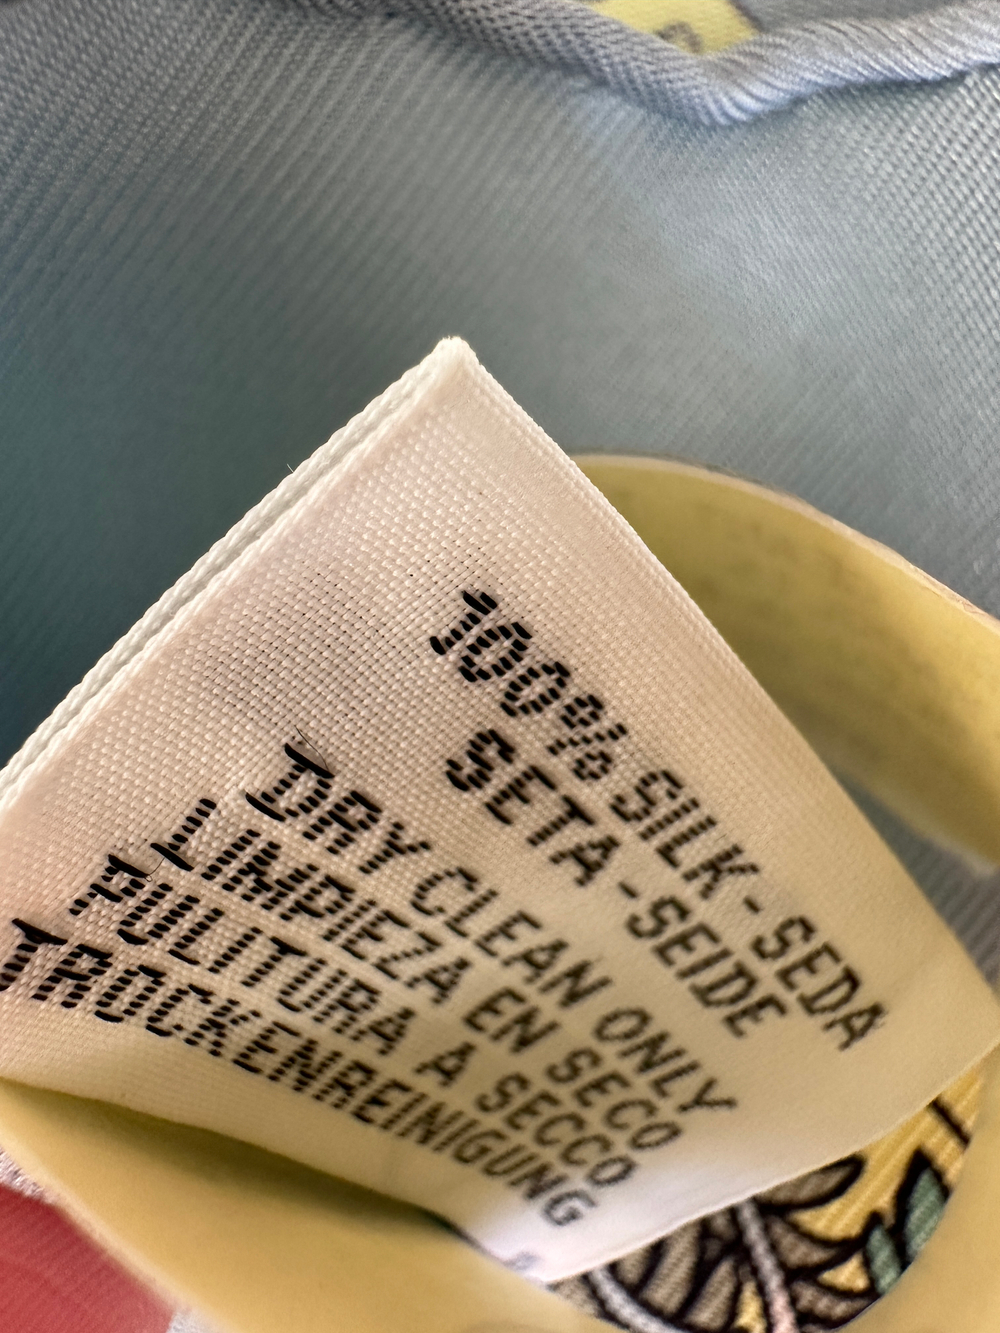 100% SILK - SEDA
SETA - SEIDE
DRY CLEAN ONLY
LIMPIEZA EN SECO
PULITURA A SECCO
TROCKENREINIGUNG